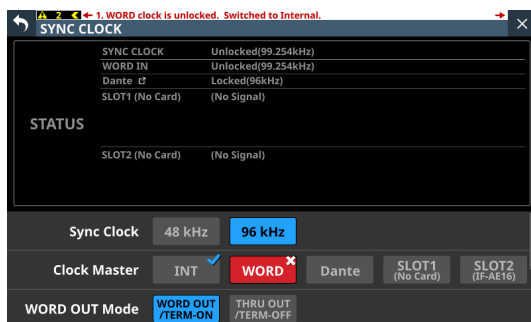 2 1. WORD clock is unlocked. Switched to Internal.
SYNC CLOCK
SYNC CLOCK Unlocked(99.254kHz)
WORD IN Unlocked(99.254kHz)
Dante Locked(96kHz)
SLOT1 (No Card) (No Signal)
STATUS
SLOT2 (No Card) (No Signal)
Sync Clock 48 kHz 96 kHz
Clock Master INT WORD Dante SLOT1 (No Card) SLOT2 (IF-AE16)
WORD OUT Mode WORD OUT /TERM-ON THRU OUT /TERM-OFF